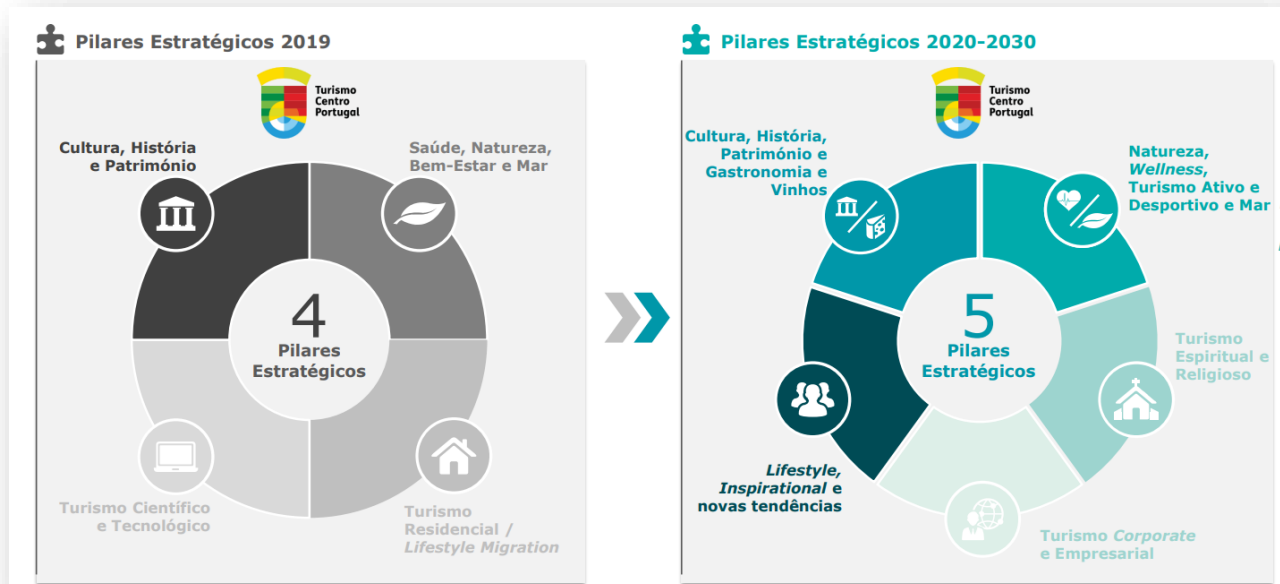 Pilares Estratégicos 2019
Turismo
Centro
Portugal
Cultura, História
e Património
Saúde, Natureza,
Bem-Estar e Mar
4
Pilares
Estratégicos
Turismo Científico
e Tecnológico
Turismo
Residencial /
Lifestyle Migration
Pilares Estratégicos 2020-2030
Turismo
Centro
Portugal
Cultura, História,
Património e
Gastronomia e
Vinhos
Natureza,
Wellness,
Turismo Ativo e
Desportivo e Mar
5
Pilares
Estratégicos
Turismo
Espiritual e
Religioso
Lifestyle,
Inspirational e
novas tendências
Turismo Corporate
e Empresarial